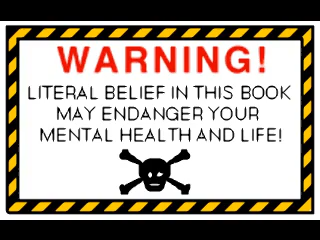 WARNING!
LITERAL BELIEF IN THIS BOOK
MAY ENDANGER YOUR
MENTAL HEALTH AND LIFE!